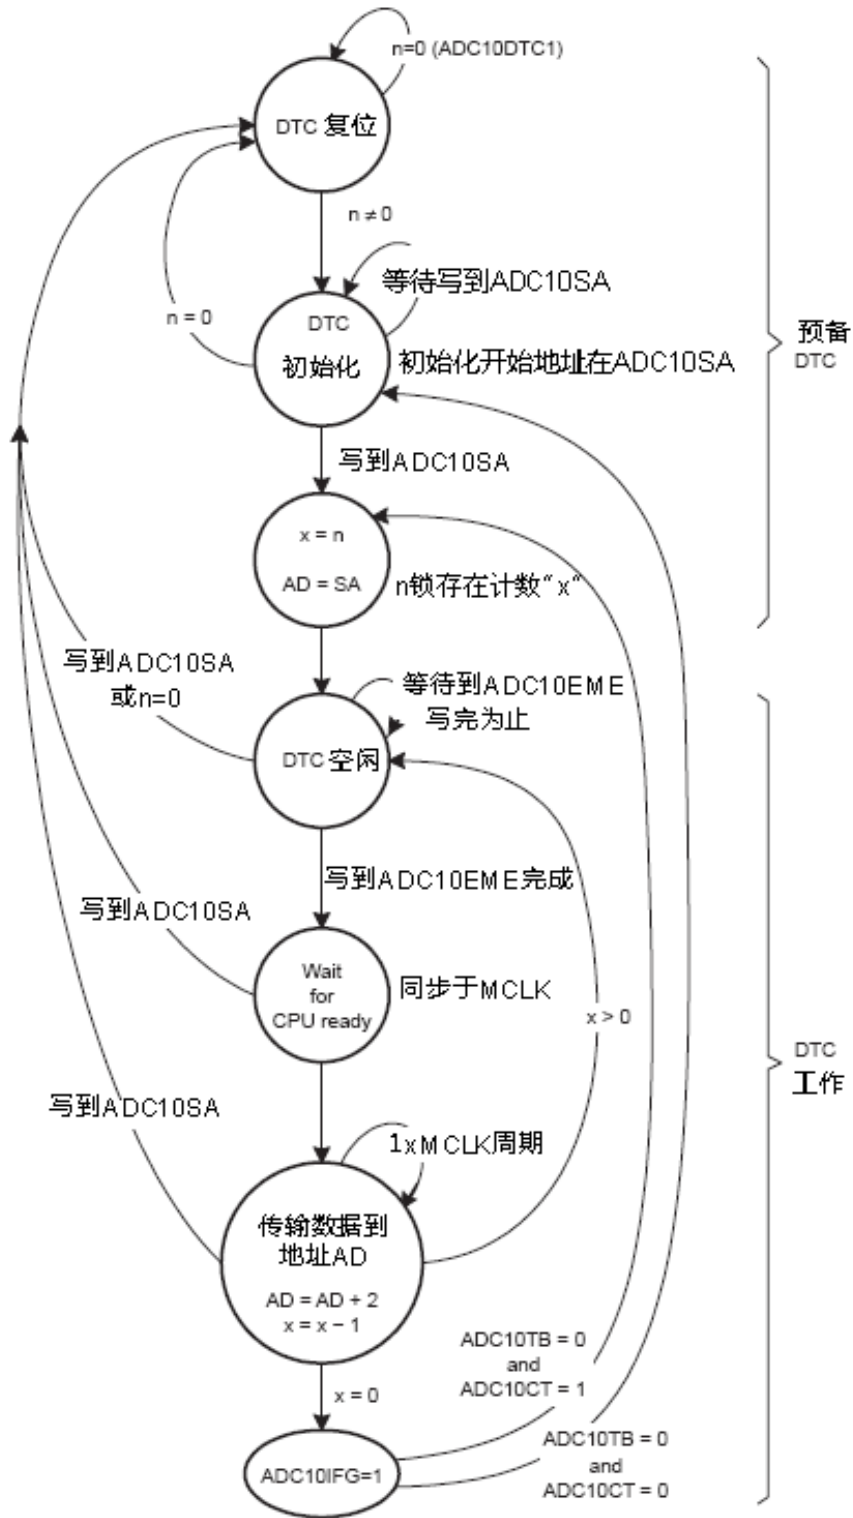 n=0 (ADC10DTC1)
DTC 复位
n ≠ 0
等待写到ADC10SA
n = 0
DTC
初始化
初始化开始地址在ADC10SA
预备
DTC
写到ADC10SA
x = n
AD = SA
n锁存在计数“x“
写到ADC10SA
或n=0
等待到ADC10EME
写完为止
DTC 空闲
写到ADC10EME完成
写到ADC10SA
Wait
for
CPU ready
同步于MCLK
x > 0
DTC
工作
写到ADC10SA
1xMCLK周期
传输数据到
地址AD
AD = AD + 2
x = x − 1
ADC10TB = 0
and
ADC10CT = 1
x = 0
ADC10IFG=1
ADC10TB = 0
and
ADC10CT = 0